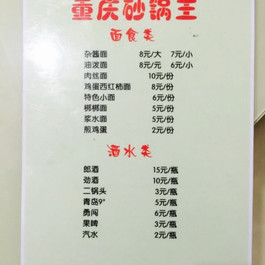 重庆砂锅王
面食类
杂酱面 8元/大 7元/小
油泼面 8元/元 6元/小
肉丝面 10元/份
鸡蛋西红柿面 8元/份
特色小面 6元/份
梆梆面 5元/份
浆水面 5元/份
煎鸡蛋 2元/份
酒水类
郎酒 15元/瓶
劲酒 10元/瓶
二锅头 3元/瓶
青岛9° 5元/瓶
勇闯 6元/瓶
果啤 3元/瓶
汽水 2元/瓶